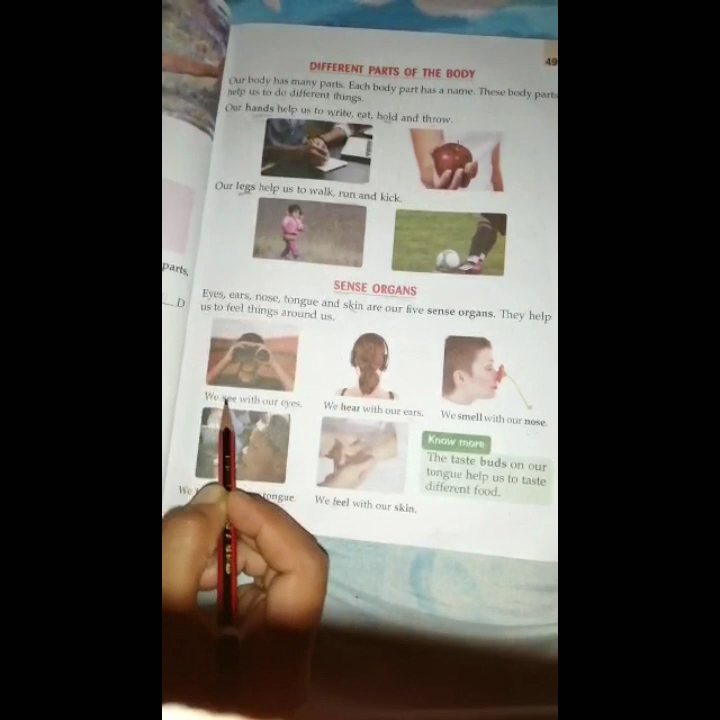 49
DIFFERENT PARTS OF THE BODY
Our body has many parts. Each body part has a name. These body parts
help us to do different things.
Our hands help us to write, eat, hold and throw.
Our legs help us to walk, run and kick.
parts,
D
SENSE ORGANS
Eyes, ears, nose, tongue and skin are our five sense organs. They help
us to feel things around us.
We see with our eyes.
We hear with our ears.
We smell with our nose.
Know more
The taste buds on our
tongue help us to taste
different food.
We tongue.
We feel with our skin.